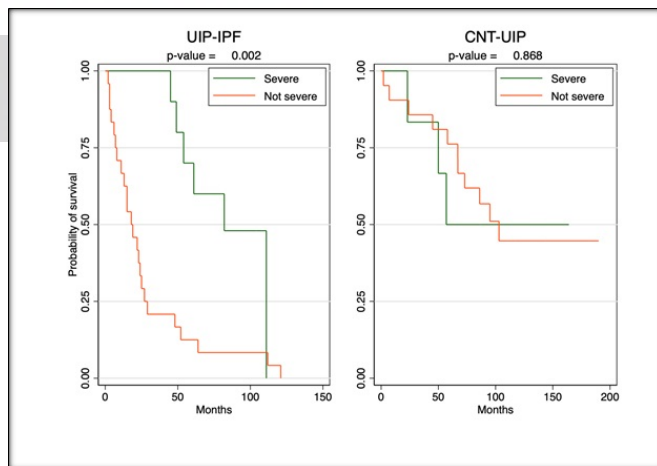 UIP-IPF
p-value = 0.002
Severe
Not severe
Probability of survival
1.00
0.75
0.50
0.25
0.00
0 50 100 150
Months
CNT-UIP
p-value = 0.868
Severe
Not severe
1.00
0.75
0.50
0.25
0.00
0 50 100 150 200
Months